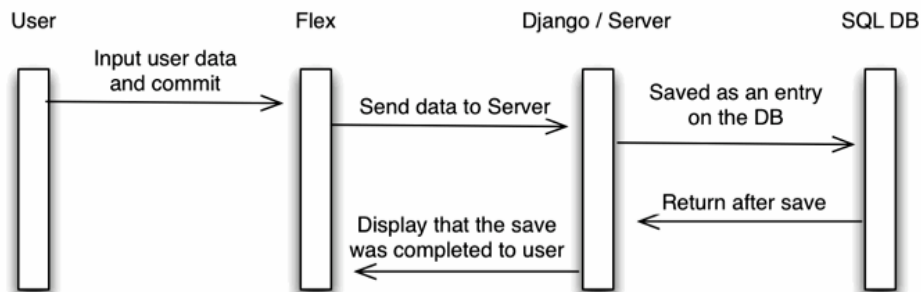 User
Flex
Django / Server
SQL DB
Input user data
and commit
Send data to Server
Saved as an entry
on the DB
Return after save
Display that the save
was completed to user